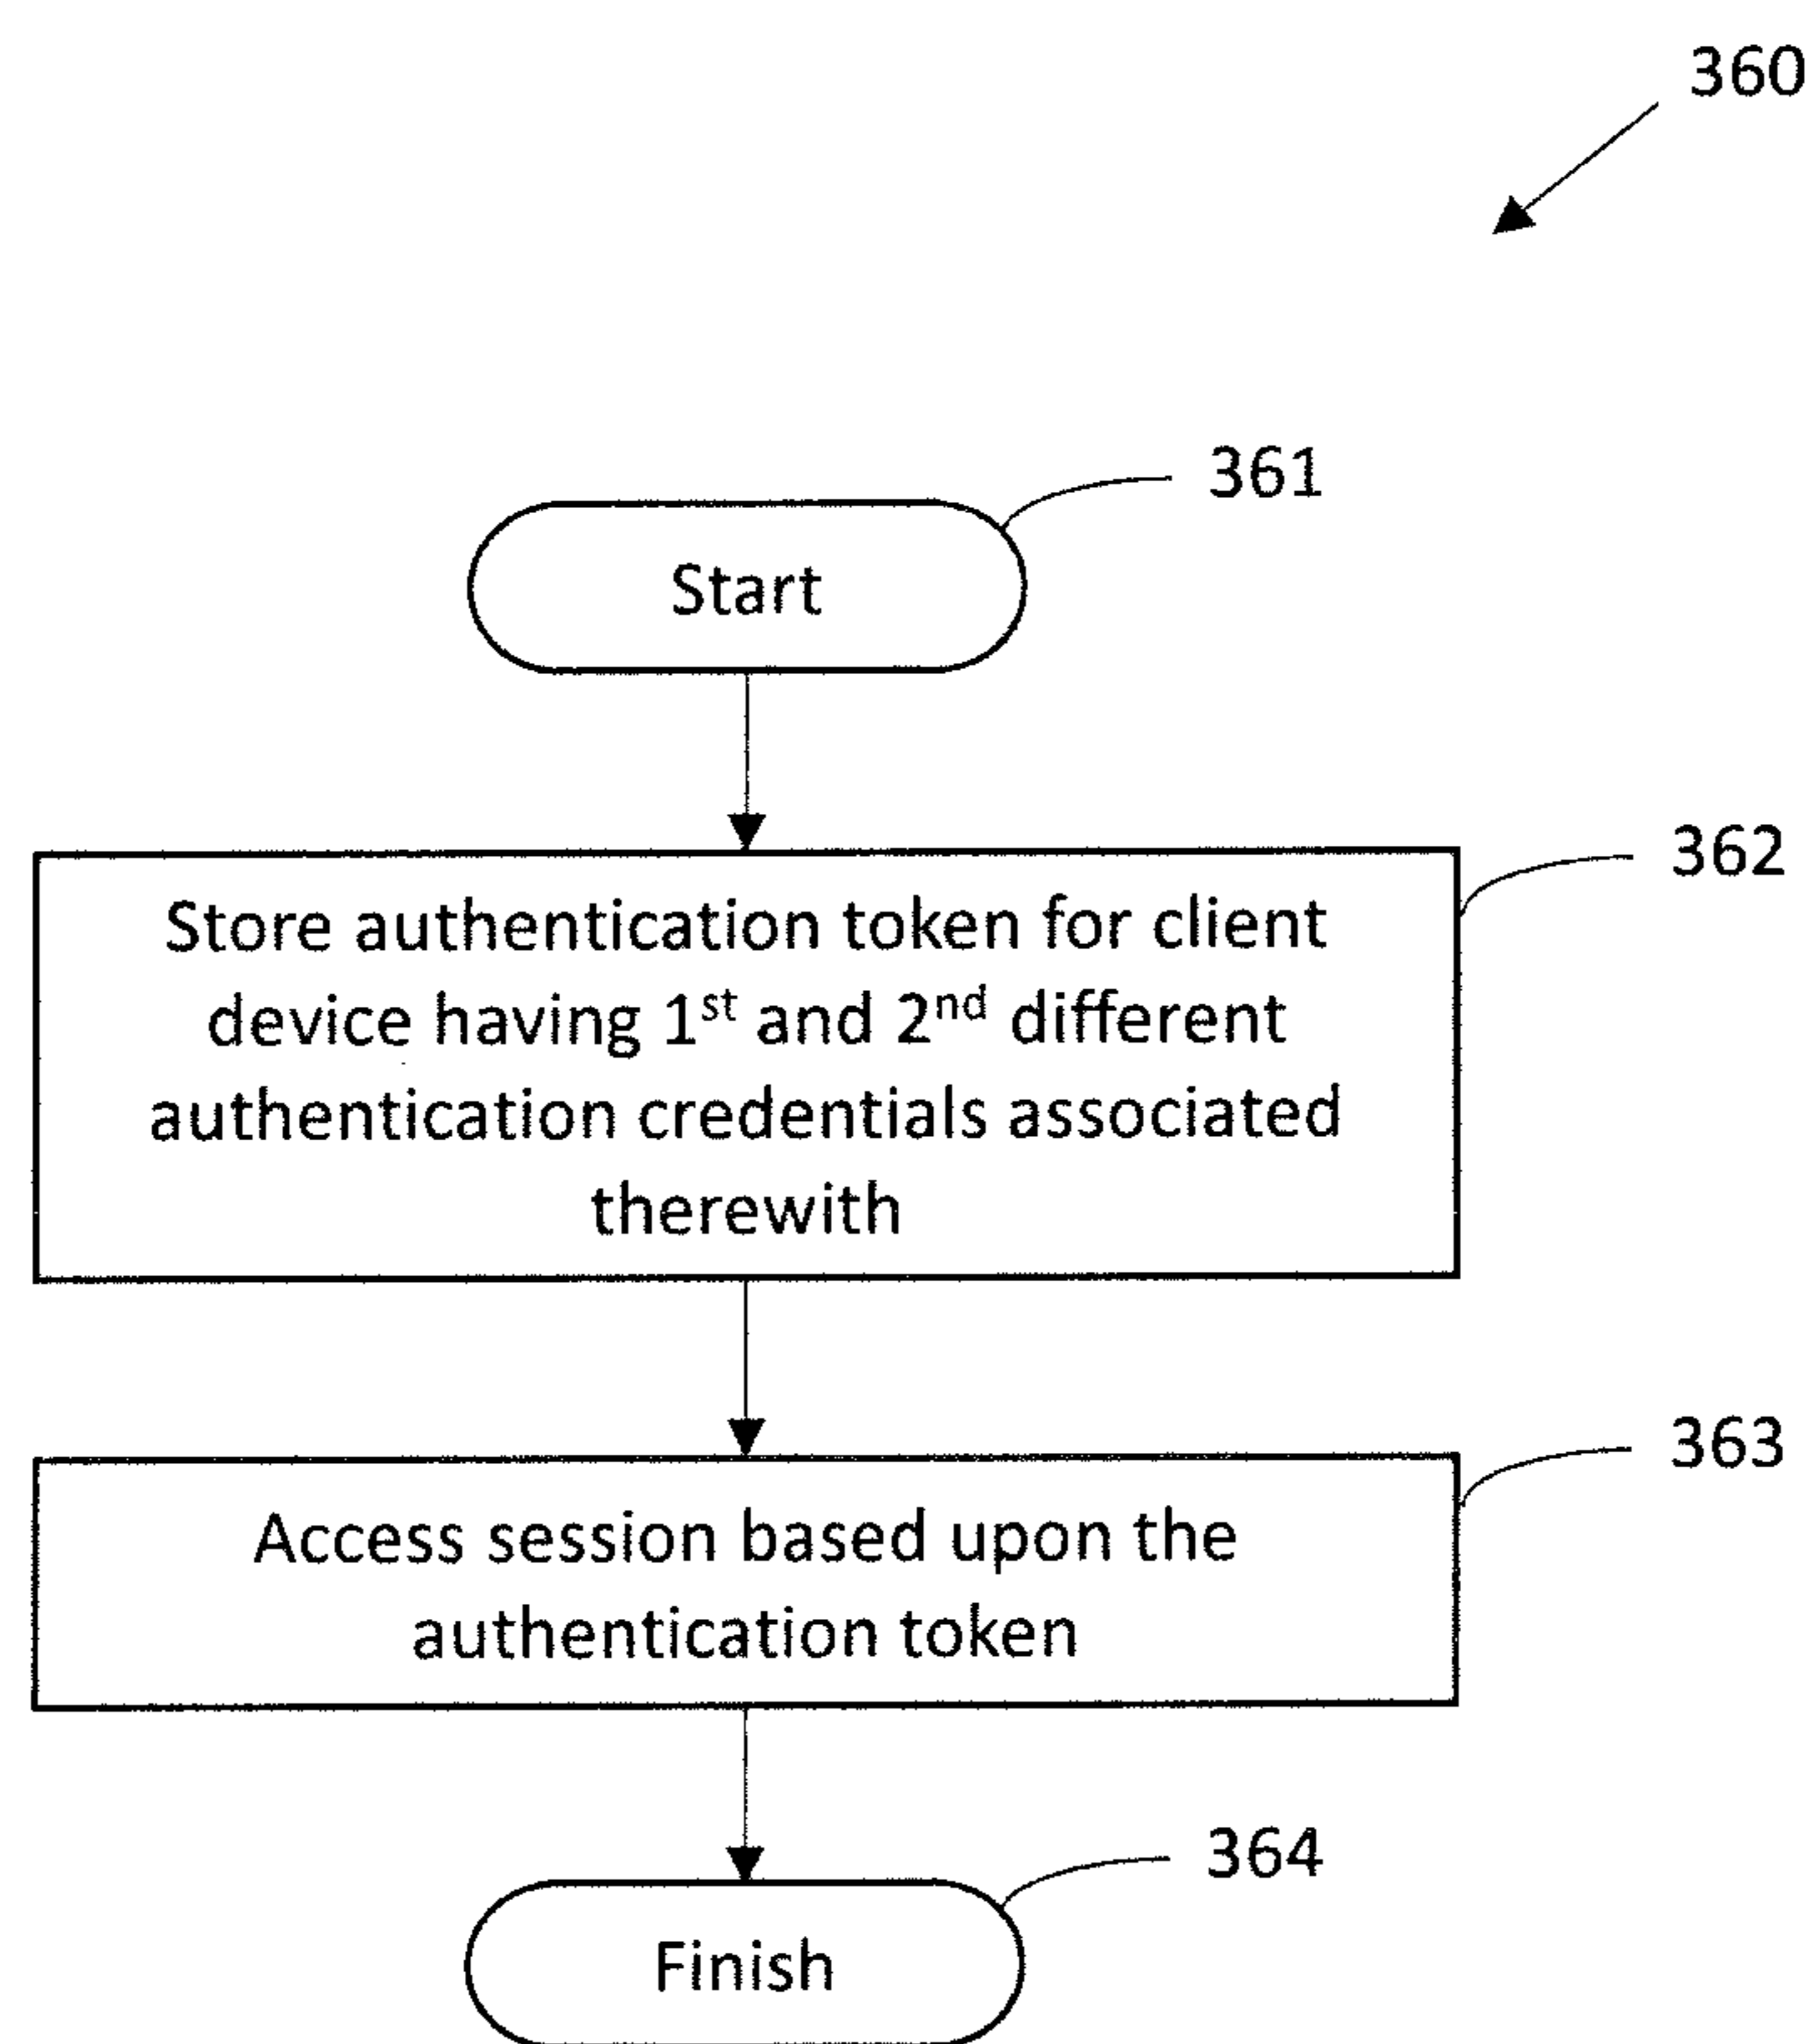 360
361
Start
362
Store authentication token for client
device having 1st and 2nd different
authentication credentials associated
therewith
363
Access session based upon the
authentication token
364
Finish